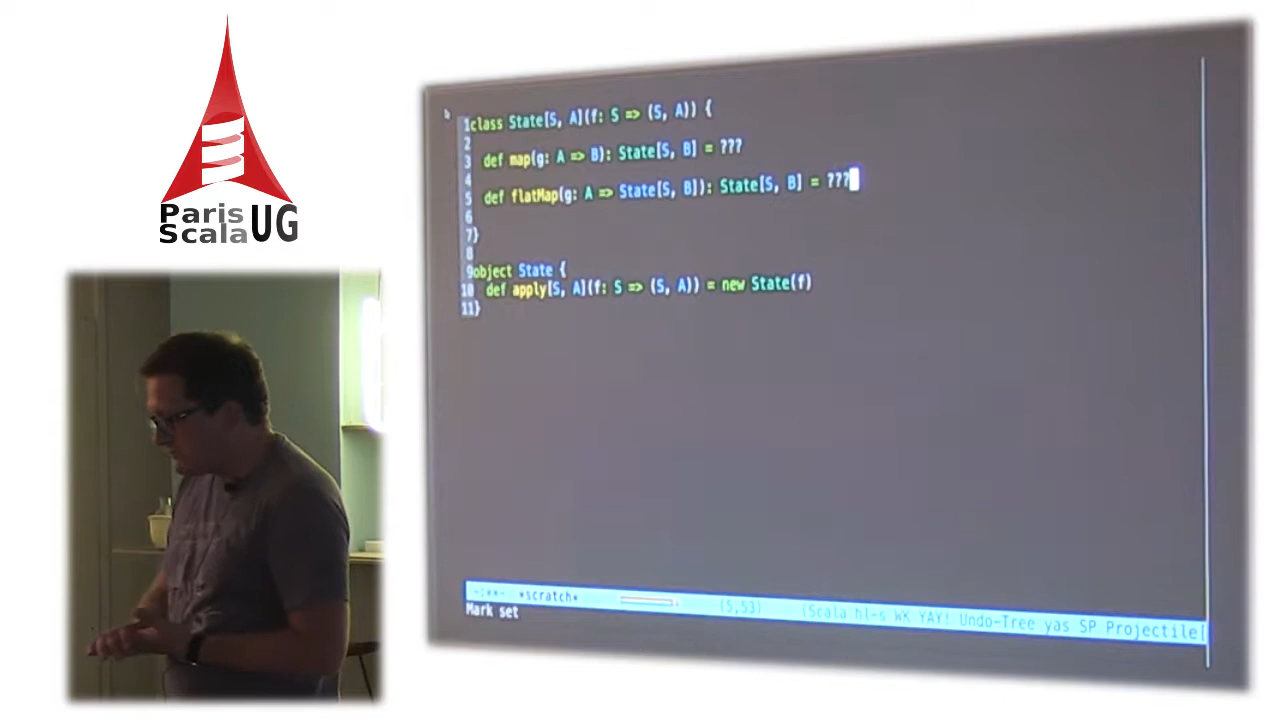 Paris
Scala UG
1class State[S, A](f: S => (S, A)) {
2
3 def map(g: A => B): State[S, B] = ???
4
5 def flatMap(g: A => State[S, B]): State[S, B] = ???
6
7}
8
9object State {
10 def apply[S, A](f: S => (S, A)) = new State(f)
11}
-:**- *scratch* (5,53) (Scala hl-s WK YAY! Undo-Tree yas SP Projectile[
Mark set